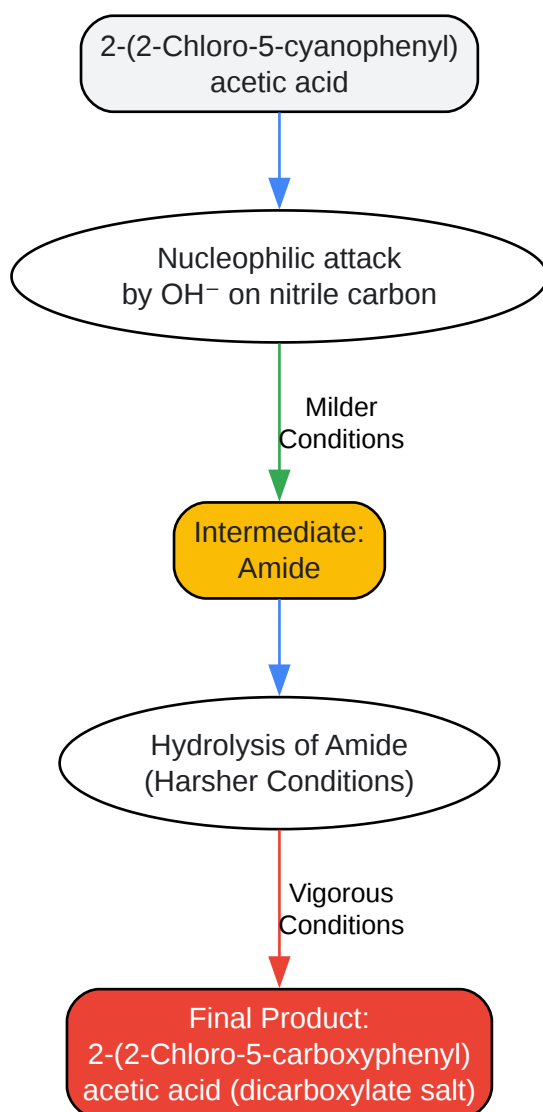 2-(2-Chloro-5-cyanophenyl)
acetic acid
Nucleophilic attack
by OH⁻ on nitrile carbon
Milder
Conditions
Intermediate:
Amide
Hydrolysis of Amide
(Harsher Conditions)
Vigorous
Conditions
Final Product:
2-(2-Chloro-5-carboxyphenyl)
acetic acid (dicarboxylate salt)